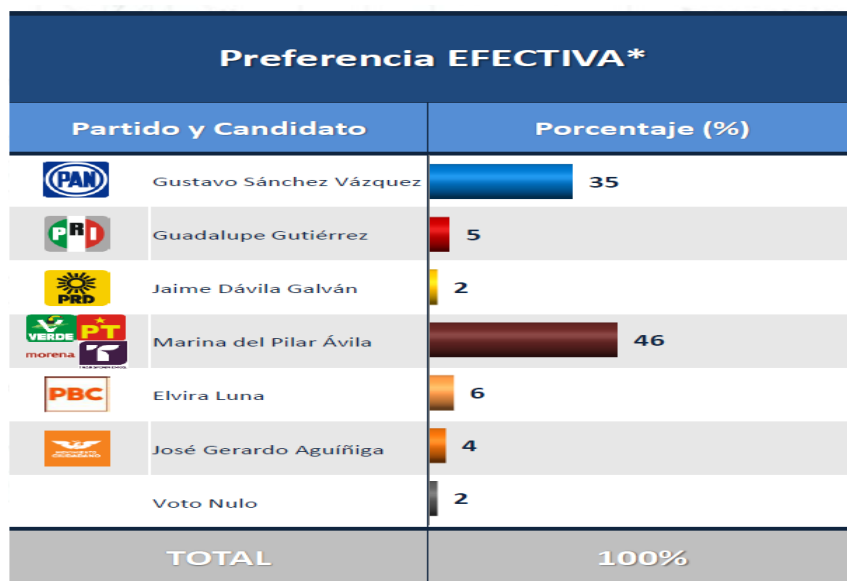 Preferencia EFECTIVA*
Partido y Candidato Porcentaje (%)
PAN Gustavo Sánchez Vázquez 35
PRI Guadalupe Gutiérrez 5
PRD Jaime Dávila Galván 2
VERDE PT
morena T Marina del Pilar Ávila 46
PBC Elvira Luna 6
MOVIMIENTO CIUDADANO José Gerardo Aguíñiga 4
Voto Nulo 2
TOTAL 100%